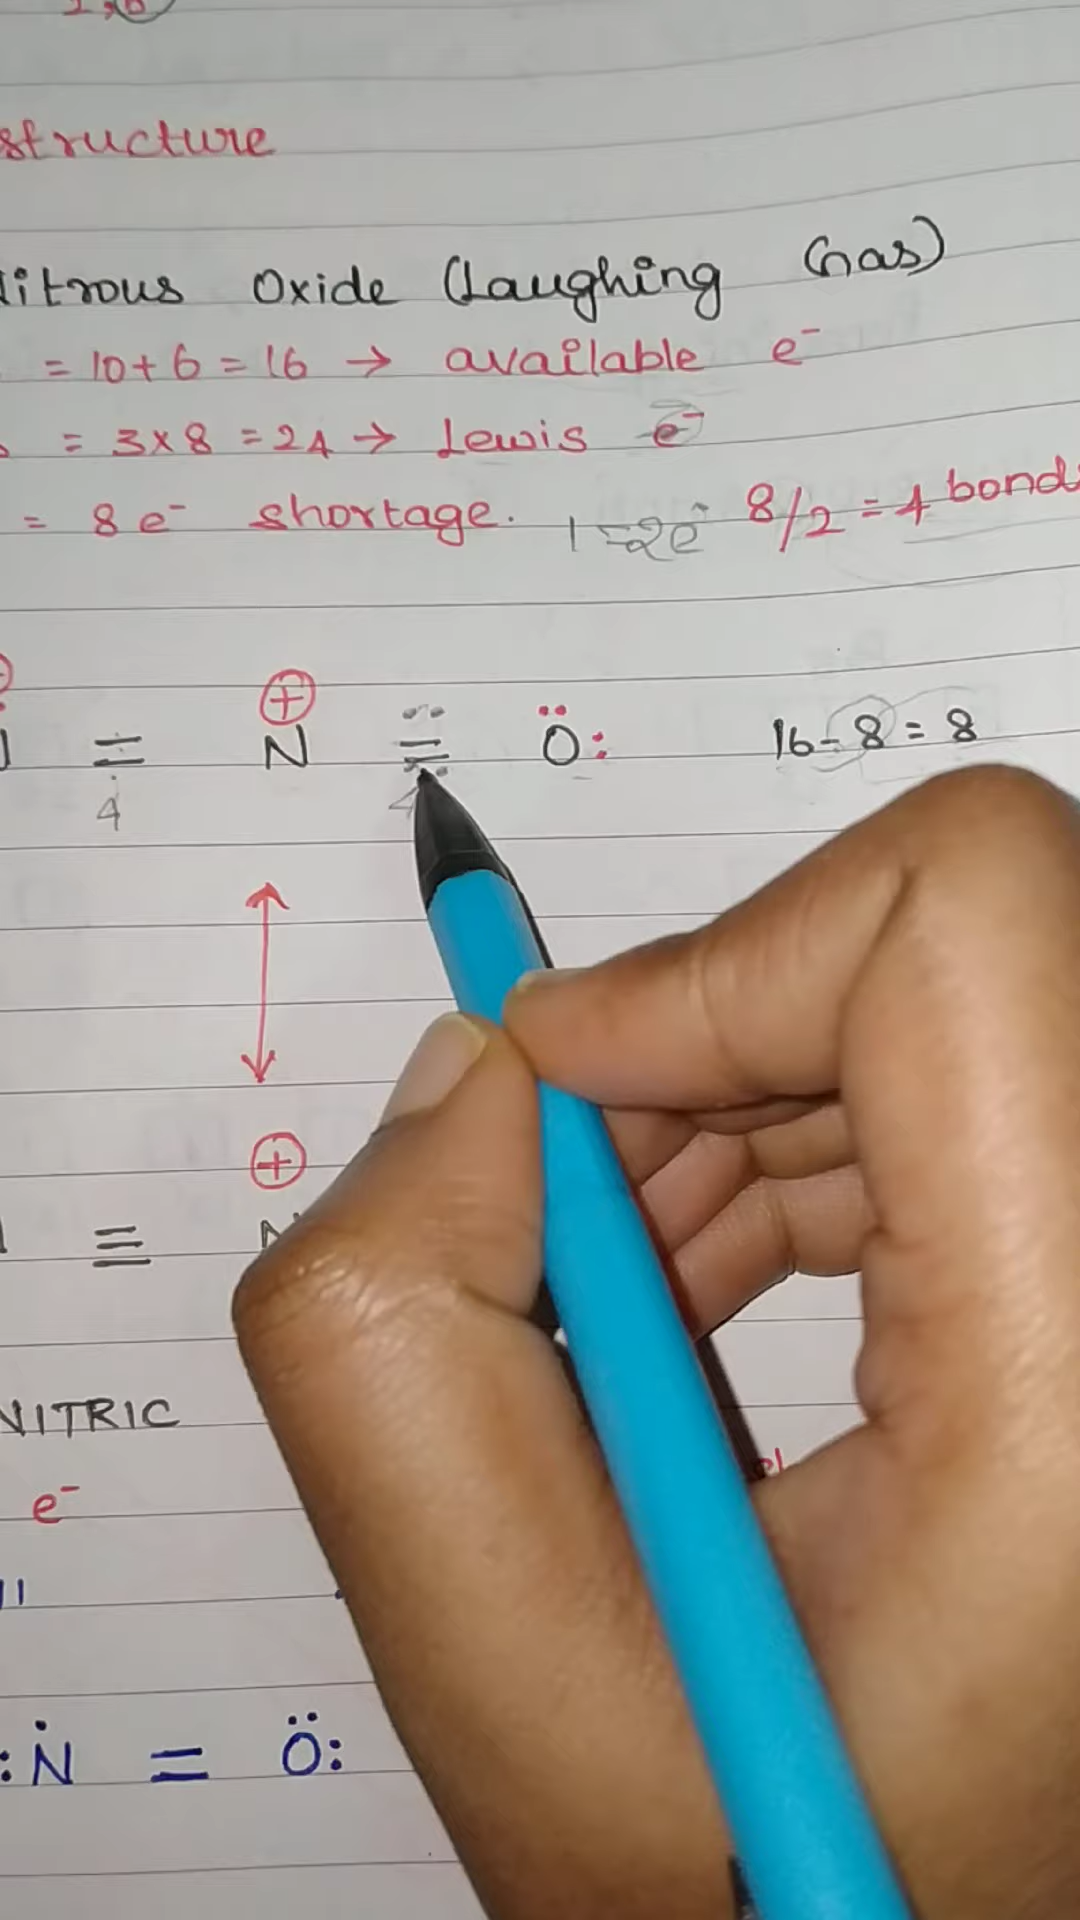 structure
itrous Oxide (Laughing Gas)
= 10 + 6 = 16 → available e⁻
= 3 × 8 = 24 → Lewis e⁻
= 8 e⁻ shortage. 1 = 2e⁻ 8/2 = 4 bond
⊕
= N = Ö: 16 - 8 = 8
4 4
⊕
≡ N
NITRIC
e⁻
:Ṅ = Ö: